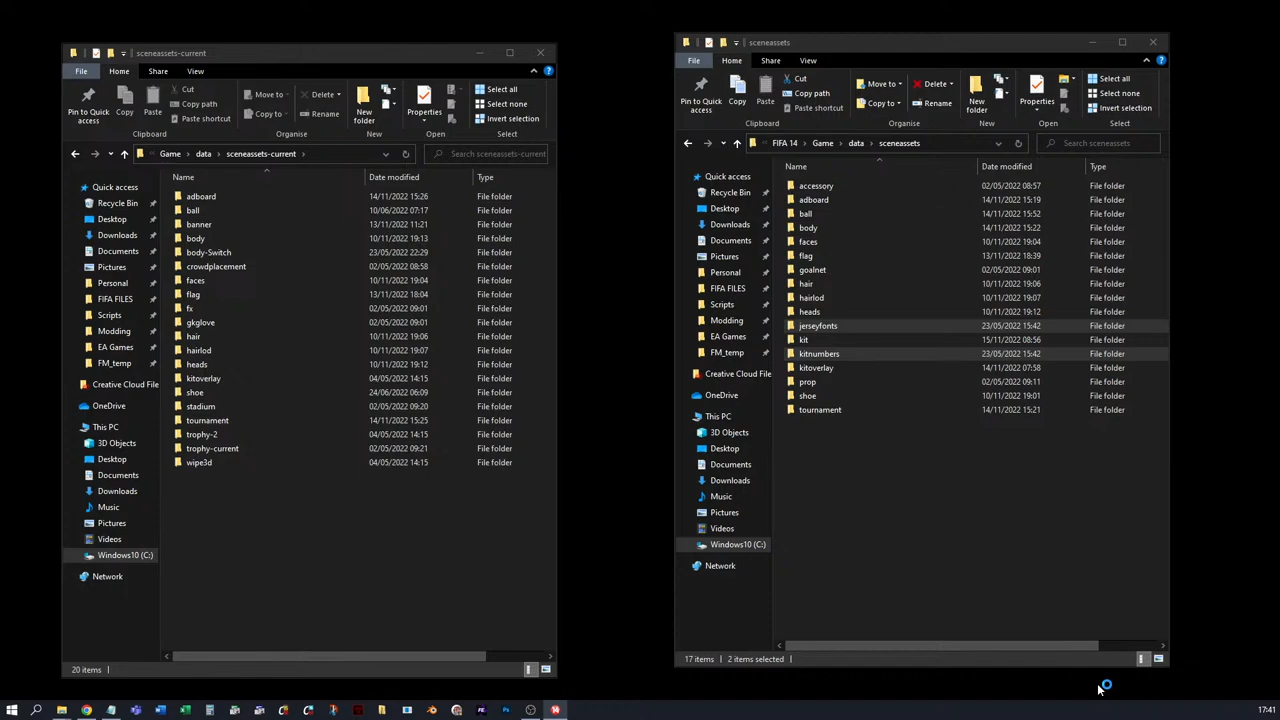 sceneassets-current
File Home Share View
Pin to Quick access
Copy
Paste
Cut
Copy path
Paste shortcut
Move to
Copy to
Delete
Rename
New folder
Properties
Select all
Select none
Invert selection
Clipboard Organise New Open Select
Game data sceneassets-current
Search sceneassets-current
Name Date modified Type
Quick access
Recycle Bin
Desktop
Downloads
Documents
Pictures
Personal
FIFA FILES
Scripts
Modding
EA Games
FM_temp
Creative Cloud File
OneDrive
This PC
3D Objects
Desktop
Documents
Downloads
Music
Pictures
Videos
Windows10 (C:)
Network
adboard 14/11/2022 15:26 File folder
ball 10/06/2022 07:17 File folder
banner 13/11/2022 11:21 File folder
body 10/11/2022 19:13 File folder
body-Switch 23/05/2022 22:29 File folder
crowdplacement 02/05/2022 08:58 File folder
faces 10/11/2022 19:04 File folder
flag 13/11/2022 18:04 File folder
fx 02/05/2022 09:01 File folder
gkglove 02/05/2022 09:01 File folder
hair 10/11/2022 19:06 File folder
hairlod 10/11/2022 19:07 File folder
heads 10/11/2022 19:12 File folder
kitoverlay 04/05/2022 14:15 File folder
shoe 24/06/2022 06:09 File folder
stadium 02/05/2022 09:20 File folder
tournament 14/11/2022 15:25 File folder
trophy-2 04/05/2022 14:15 File folder
trophy-current 02/05/2022 09:21 File folder
wipe3d 04/05/2022 14:15 File folder
20 items
sceneassets
File Home Share View
Pin to Quick access
Copy
Paste
Cut
Copy path
Paste shortcut
Move to
Copy to
Delete
Rename
New folder
Properties
Select all
Select none
Invert selection
Clipboard Organise New Open Select
FIFA 14 Game data sceneassets
Search sceneassets
Name Date modified Type
Quick access
Recycle Bin
Desktop
Downloads
Documents
Pictures
Personal
FIFA FILES
Scripts
Modding
EA Games
FM_temp
Creative Cloud File
OneDrive
This PC
3D Objects
Desktop
Documents
Downloads
Music
Pictures
Videos
Windows10 (C:)
Network
accessory 02/05/2022 08:57 File folder
adboard 14/11/2022 15:19 File folder
ball 14/11/2022 15:52 File folder
body 14/11/2022 15:22 File folder
faces 10/11/2022 19:04 File folder
flag 13/11/2022 18:39 File folder
goalnet 02/05/2022 09:01 File folder
hair 10/11/2022 19:06 File folder
hairlod 10/11/2022 19:07 File folder
heads 10/11/2022 19:12 File folder
jerseyfonts 23/05/2022 15:42 File folder
kit 15/11/2022 08:56 File folder
kitnumbers 23/05/2022 15:42 File folder
kitoverlay 14/11/2022 07:58 File folder
prop 02/05/2022 09:11 File folder
shoe 10/11/2022 19:01 File folder
tournament 14/11/2022 15:21 File folder
17 items 2 items selected
17:41